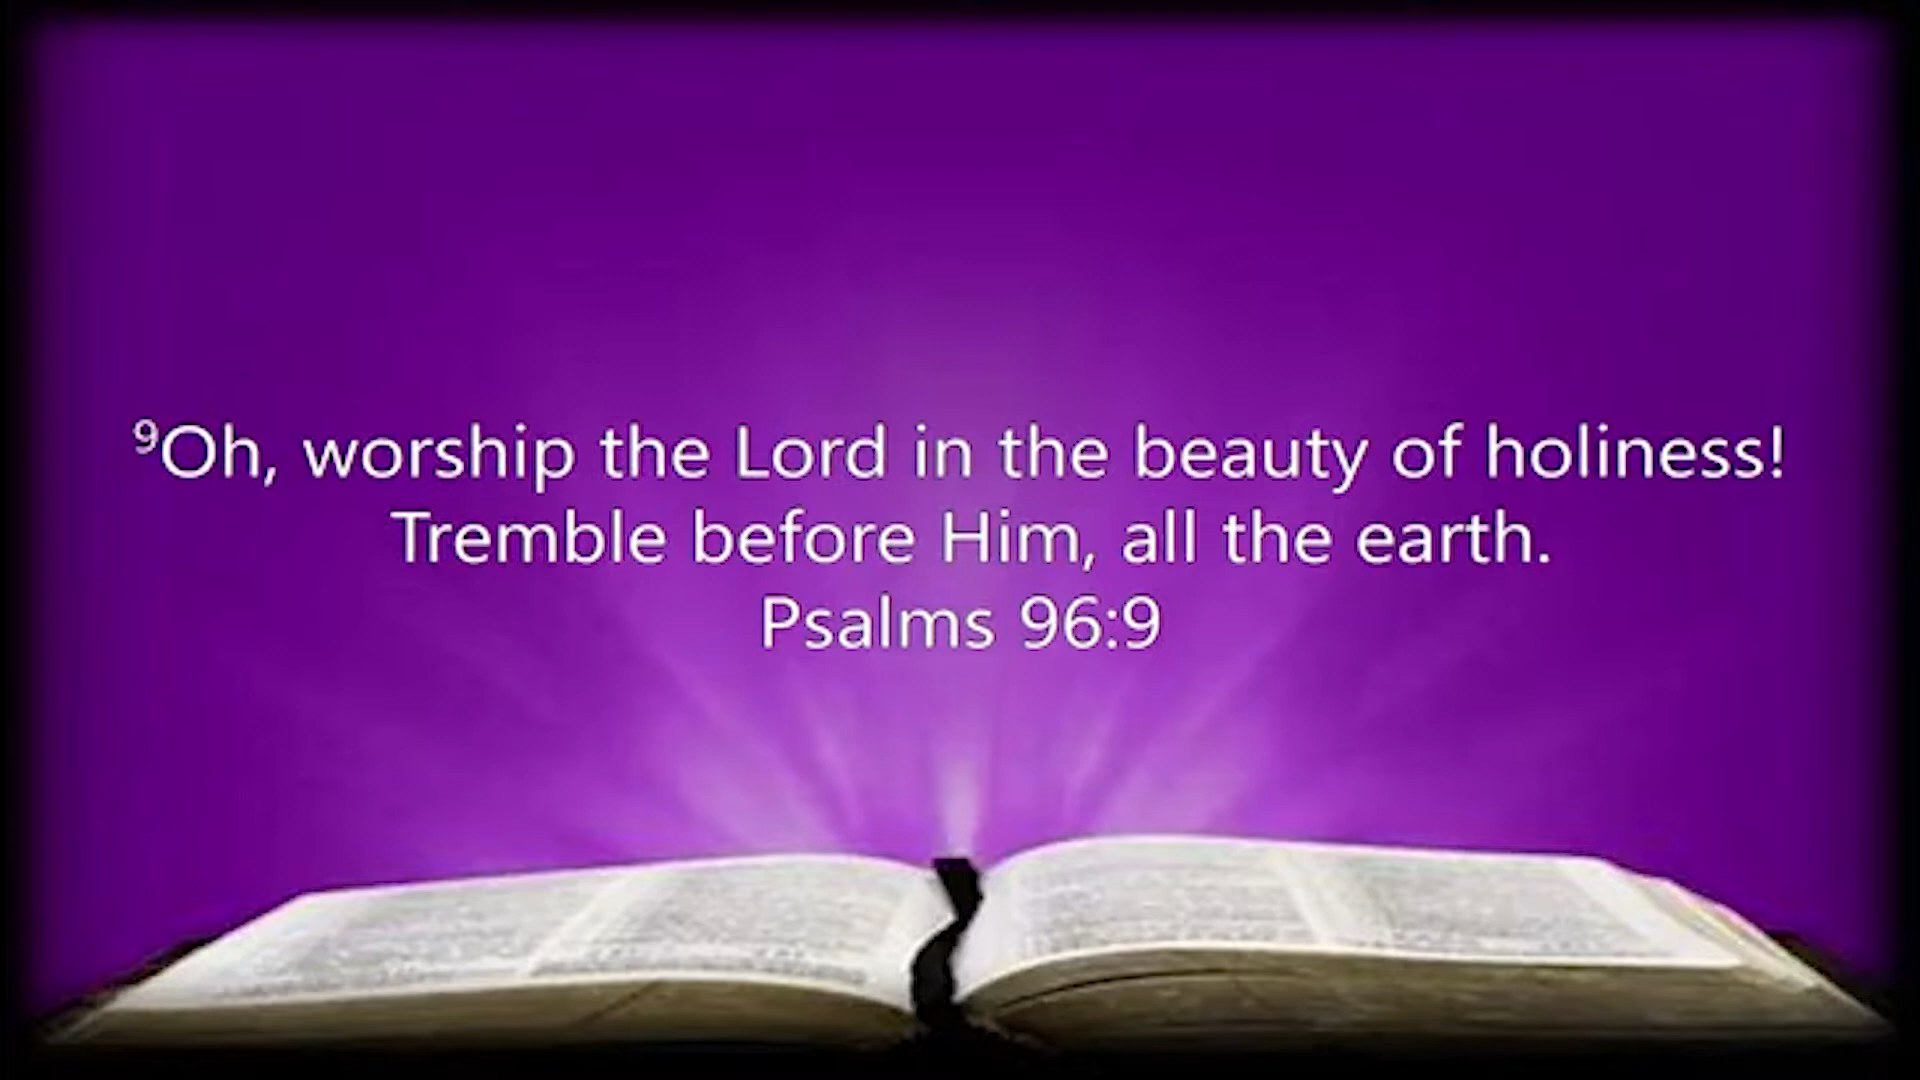 ⁹Oh, worship the Lord in the beauty of holiness!
Tremble before Him, all the earth.
Psalms 96:9